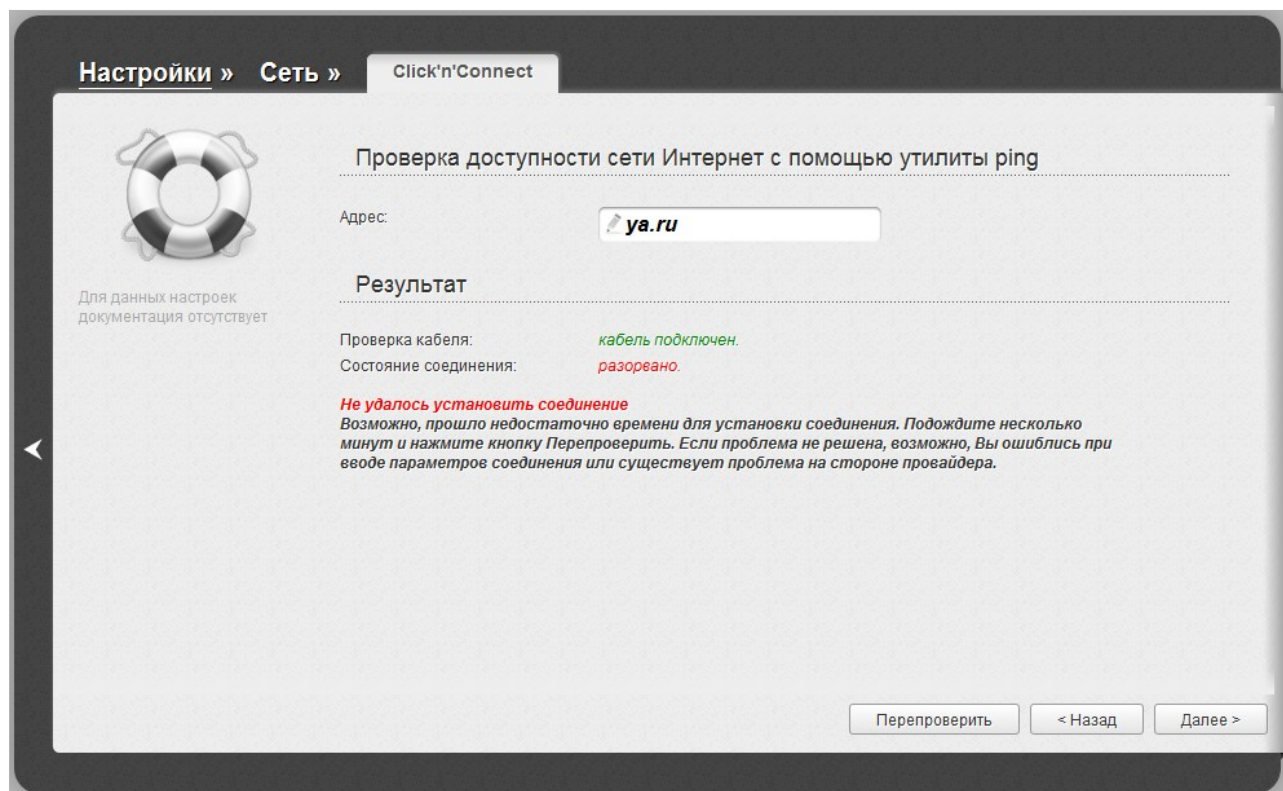 Настройки » Сеть » Click'n'Connect
Проверка доступности сети Интернет с помощью утилиты ping
Адрес: ya.ru
Результат
Для данных настроек
документация отсутствует
Проверка кабеля: кабель подключен.
Состояние соединения: разорвано.
Не удалось установить соединение
Возможно, прошло недостаточно времени для установки соединения. Подождите несколько
минут и нажмите кнопку Перепроверить. Если проблема не решена, возможно, Вы ошиблись при
вводе параметров соединения или существует проблема на стороне провайдера.
Перепроверить < Назад Далее >